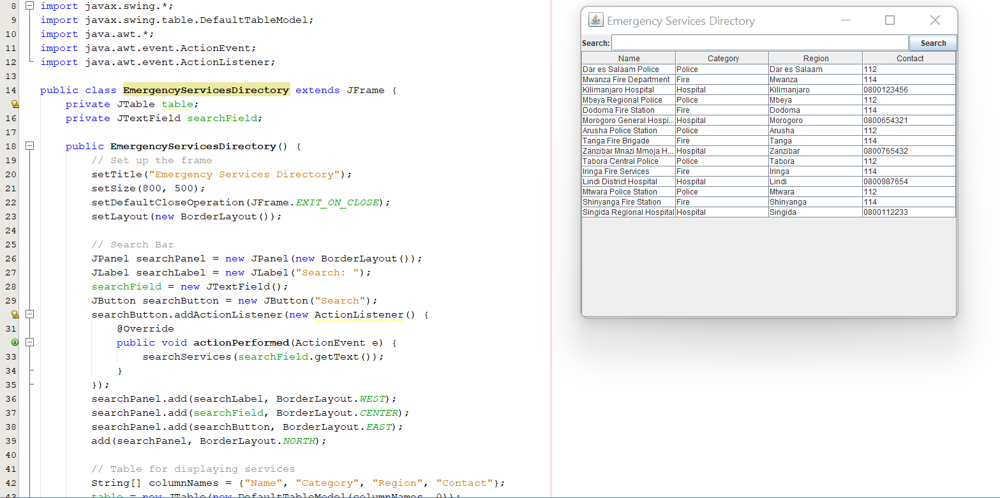 8 import javax.swing.*;
9 import javax.swing.table.DefaultTableModel;
10 import java.awt.*;
11 import java.awt.event.ActionEvent;
12 import java.awt.event.ActionListener;
13
14 public class EmergencyServicesDirectory extends JFrame {
private JTable table;
16 private JTextField searchField;
17
18 public EmergencyServicesDirectory() {
19 // Set up the frame
20 setTitle("Emergency Services Directory");
21 setSize(800, 500);
22 setDefaultCloseOperation(JFrame.EXIT_ON_CLOSE);
23 setLayout(new BorderLayout());
24
25 // Search Bar
26 JPanel searchPanel = new JPanel(new BorderLayout());
27 JLabel searchLabel = new JLabel("Search: ");
28 searchField = new JTextField();
29 JButton searchButton = new JButton("Search");
searchButton.addActionListener(new ActionListener() {
31 @Override
public void actionPerformed(ActionEvent e) {
33 searchServices(searchField.getText());
34 }
35 });
36 searchPanel.add(searchLabel, BorderLayout.WEST);
37 searchPanel.add(searchField, BorderLayout.CENTER);
38 searchPanel.add(searchButton, BorderLayout.EAST);
39 add(searchPanel, BorderLayout.NORTH);
40
41 // Table for displaying services
42 String[] columnNames = {"Name", "Category", "Region", "Contact"};
43 table = new JTable(new DefaultTableModel(columnNames, 0));
Emergency Services Directory
Search: Search
Name Category Region Contact
Dar es Salaam Police Police Dar es Salaam 112
Mwanza Fire Department Fire Mwanza 114
Kilimanjaro Hospital Hospital Kilimanjaro 0800123456
Mbeya Regional Police Police Mbeya 112
Dodoma Fire Station Fire Dodoma 114
Morogoro General Hospi... Hospital Morogoro 0800654321
Arusha Police Station Police Arusha 112
Tanga Fire Brigade Fire Tanga 114
Zanzibar Mnazi Mmoja H... Hospital Zanzibar 0800765432
Tabora Central Police Police Tabora 112
Iringa Fire Services Fire Iringa 114
Lindi District Hospital Hospital Lindi 0800987654
Mtwara Police Station Police Mtwara 112
Shinyanga Fire Station Fire Shinyanga 114
Singida Regional Hospital Hospital Singida 0800112233